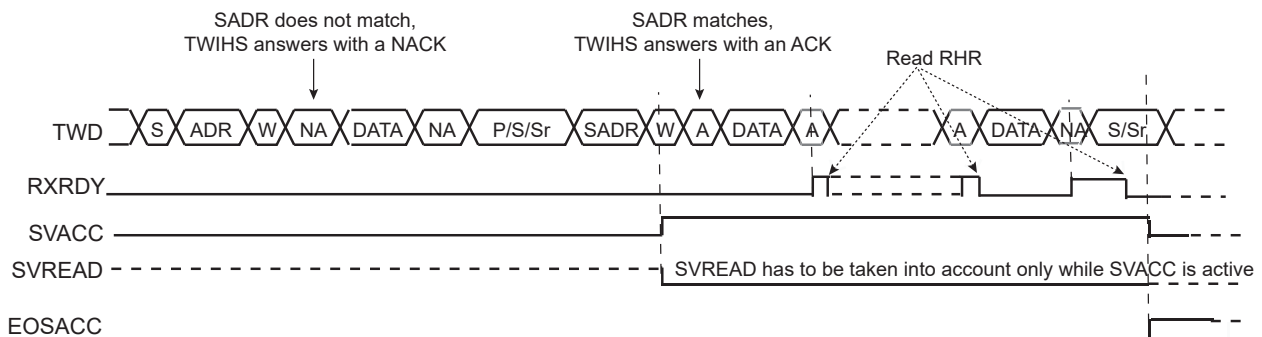 SADR does not match,
TWIHS answers with a NACK
SADR matches,
TWIHS answers with an ACK
Read RHR
TWD S ADR W NA DATA NA P/S/Sr SADR W A DATA A A DATA NA S/Sr
RXRDY
SVACC
SVREAD SVREAD has to be taken into account only while SVACC is active
EOSACC